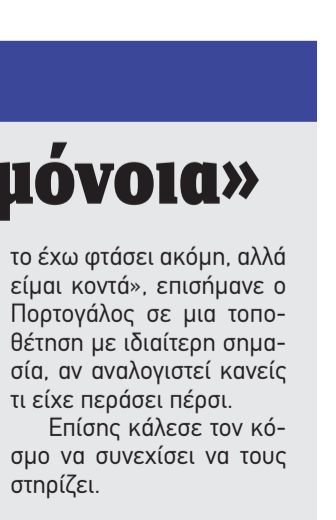 μόνοια»
το έχω φτάσει ακόμη, αλλά
είμαι κοντά», επισήμανε ο
Πορτογάλος σε μια τοπο-
θέτηση με ιδιαίτερη σημα-
σία, αν αναλογιστεί κανείς
τι είχε περάσει πέρσι.
Επίσης κάλεσε τον κό-
σμο να συνεχίσει να τους
στηρίζει.